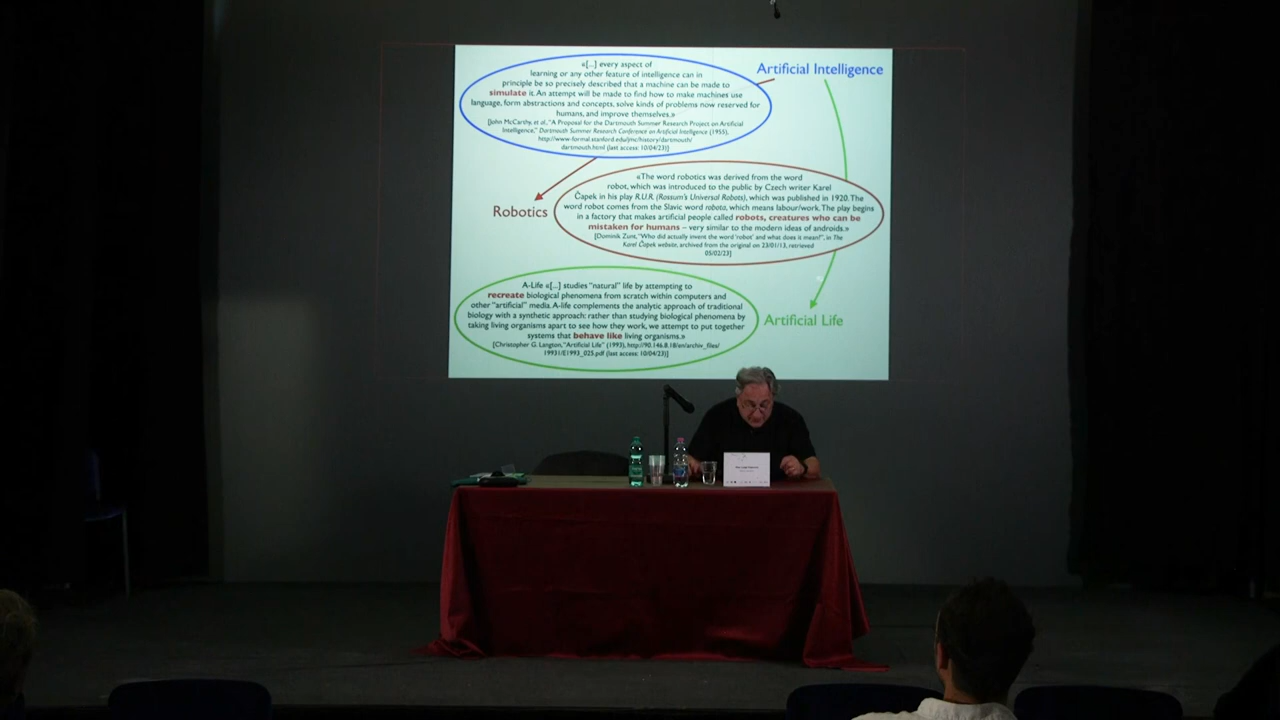 «[...] every aspect of
learning or any other feature of intelligence can in
principle be so precisely described that a machine can be made to
simulate it. An attempt will be made to find how to make machines use
language, form abstractions and concepts, solve kinds of problems now reserved for
humans, and improve themselves.»
[John McCarthy, et al., "A Proposal for the Dartmouth Summer Research Project on Artificial
Intelligence," Dartmouth Summer Research Conference on Artificial Intelligence (1955),
http://www-formal.stanford.edu/jmc/history/dartmouth/
dartmouth.html (last access: 10/04/23)]
Artificial Intelligence
«The word robotics was derived from the word
robot, which was introduced to the public by Czech writer Karel
Čapek in his play R.U.R. (Rossum's Universal Robots), which was published in 1920. The
word robot comes from the Slavic word robota, which means labour/work. The play begins
in a factory that makes artificial people called robots, creatures who can be
mistaken for humans – very similar to the modern ideas of androids.»
[Dominik Zunt, "Who did actually invent the word 'robot' and what does it mean?", in The
Karel Čapek website, archived from the original on 23/01/13, retrieved
05/02/23]
Robotics
A-Life «[...] studies "natural" life by attempting to
recreate biological phenomena from scratch within computers and
other "artificial" media. A-life complements the analytic approach of traditional
biology with a synthetic approach: rather than studying biological phenomena by
taking living organisms apart to see how they work, we attempt to put together
systems that behave like living organisms.»
[Christopher G. Langton, "Artificial Life" (1993), http://90.146.8.18/en/archiv_files/
19931/E1993_025.pdf (last access: 10/04/23)]
Artificial Life